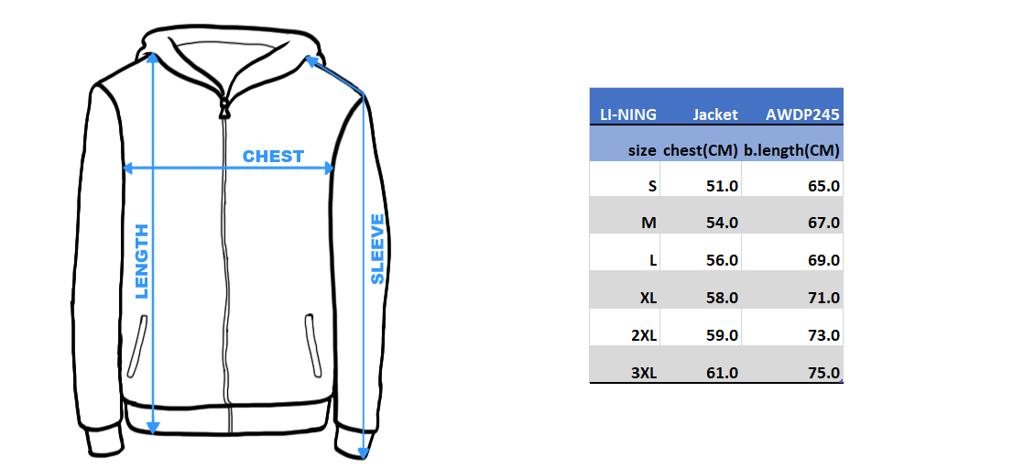 CHEST
LENGTH
SLEEVE
LI-NING Jacket AWDP245
size chest(CM) b.length(CM)
S 51.0 65.0
M 54.0 67.0
L 56.0 69.0
XL 58.0 71.0
2XL 59.0 73.0
3XL 61.0 75.0